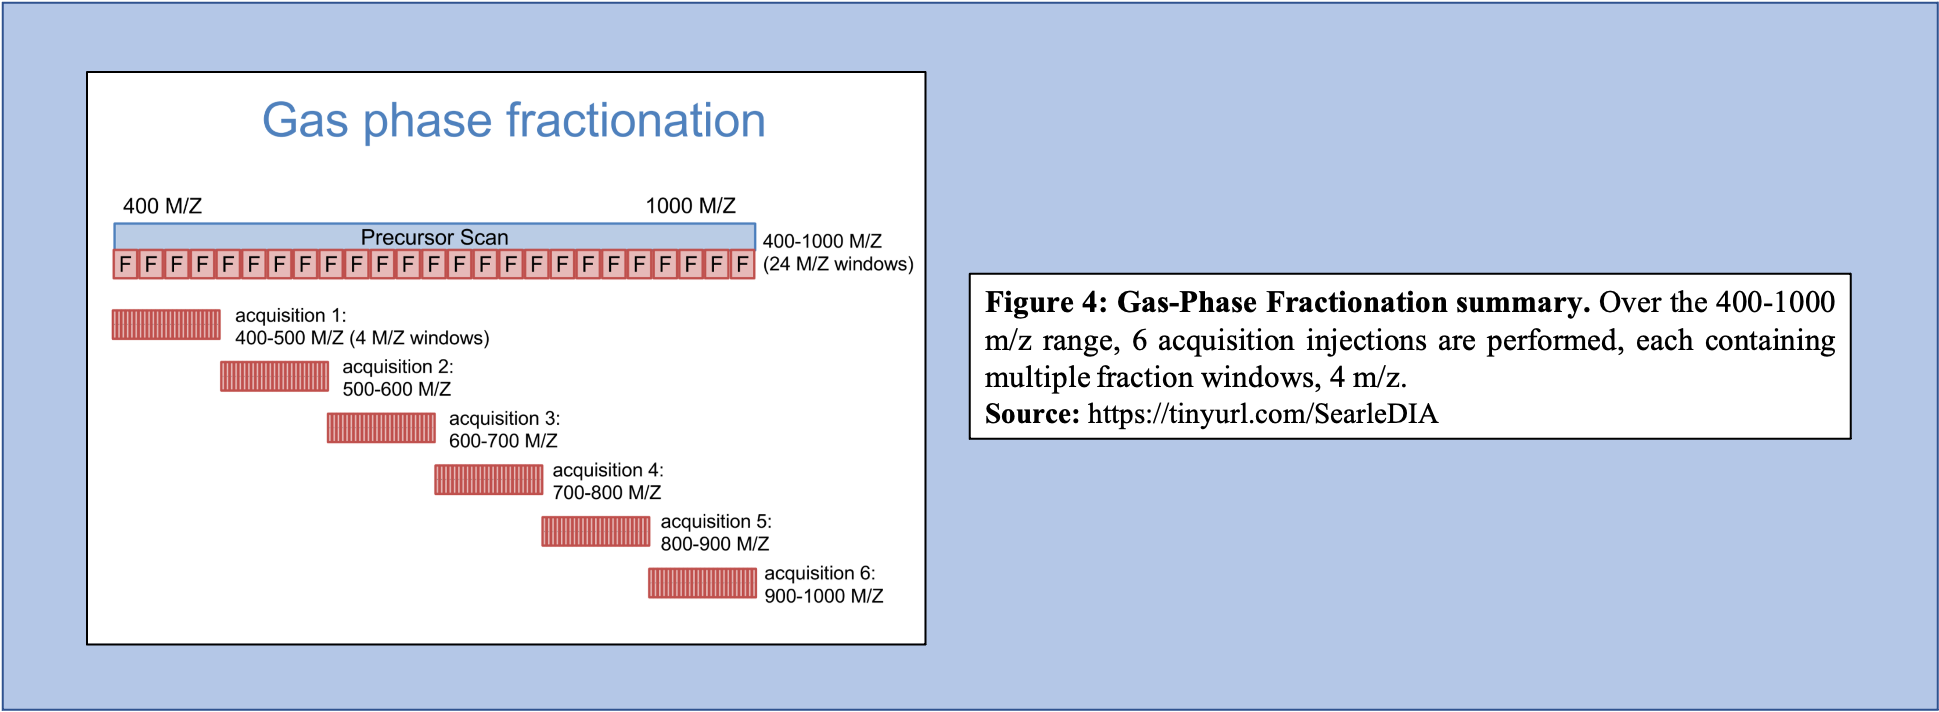 Gas phase fractionation
400 M/Z
1000 M/Z
Precursor Scan
F F F F F F F F F F F F F F F F F F F F F F F F F
400-1000 M/Z
(24 M/Z windows)
acquisition 1:
400-500 M/Z (4 M/Z windows)
acquisition 2:
500-600 M/Z
acquisition 3:
600-700 M/Z
acquisition 4:
700-800 M/Z
acquisition 5:
800-900 M/Z
acquisition 6:
900-1000 M/Z
Figure 4: Gas-Phase Fractionation summary. Over the 400-1000
m/z range, 6 acquisition injections are performed, each containing
multiple fraction windows, 4 m/z.
Source: https://tinyurl.com/SearleDIA